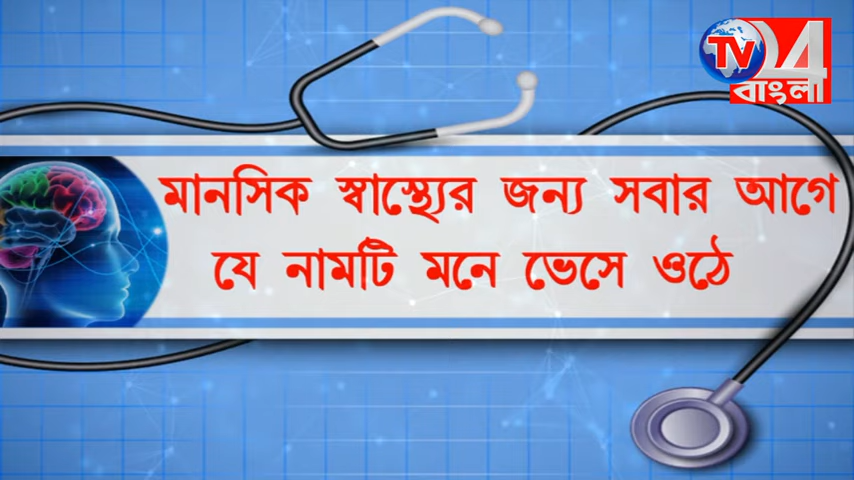 TV 24
বাংলা
মানসিক স্বাস্থ্যের জন্য সবার আগে
যে নামটি মনে ভেসে ওঠে